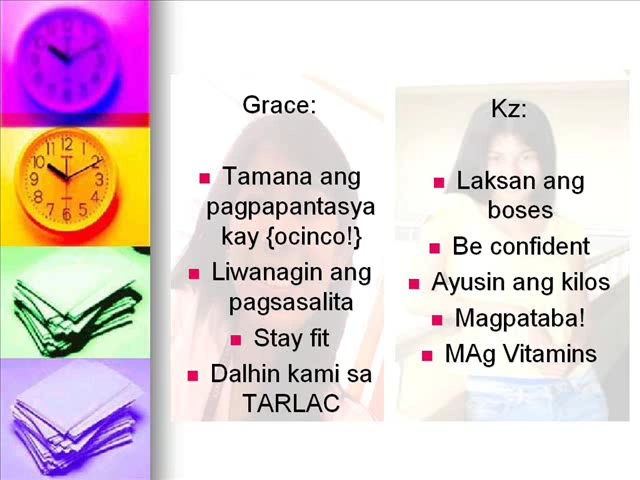 Grace:
Tamana ang
pagpapantasya
kay {ocinco!}
Liwanagin ang
pagsasalita
Stay fit
Dalhin kami sa
TARLAC
Kz:
Laksan ang
boses
Be confident
Ayusin ang kilos
Magpataba!
MAg Vitamins